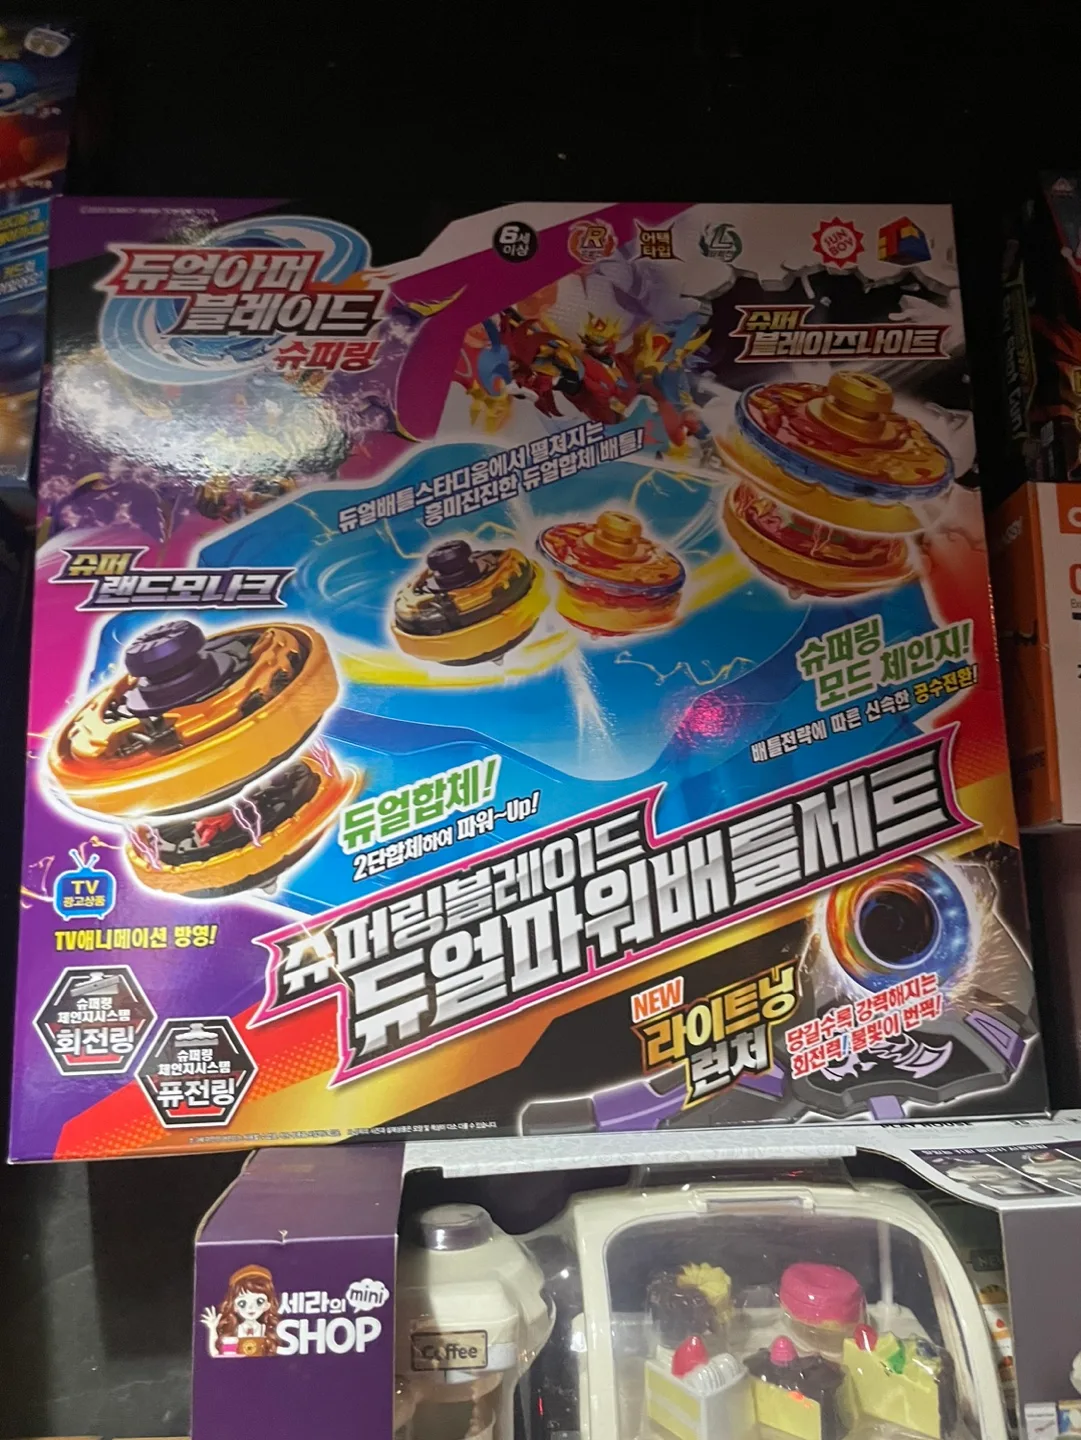 듀얼아머
블레이드
슈퍼링
6세
이상
R
어택
타입
L
SUN
BOY
슈퍼
블레이즈나이트
듀얼배틀스타디움에서 펼쳐지는
흥미진진한 듀얼합체 배틀!
슈퍼
랜드모나크
슈퍼링
모드 체인지!
배틀전략에 따른 신속한 공수전환!
듀얼합체!
2단합체하여 파워~Up!
TV
광고상품
TV애니메이션 방영!
슈퍼링블레이드
듀얼파워배틀세트
슈퍼링
체인지시스템
회전링
슈퍼링
체인지시스템
퓨전링
NEW
라이트닝
런처
당길수록 강력해지는
회전력! 불빛이 번쩍!
세라의 mini
SHOP
Coffee